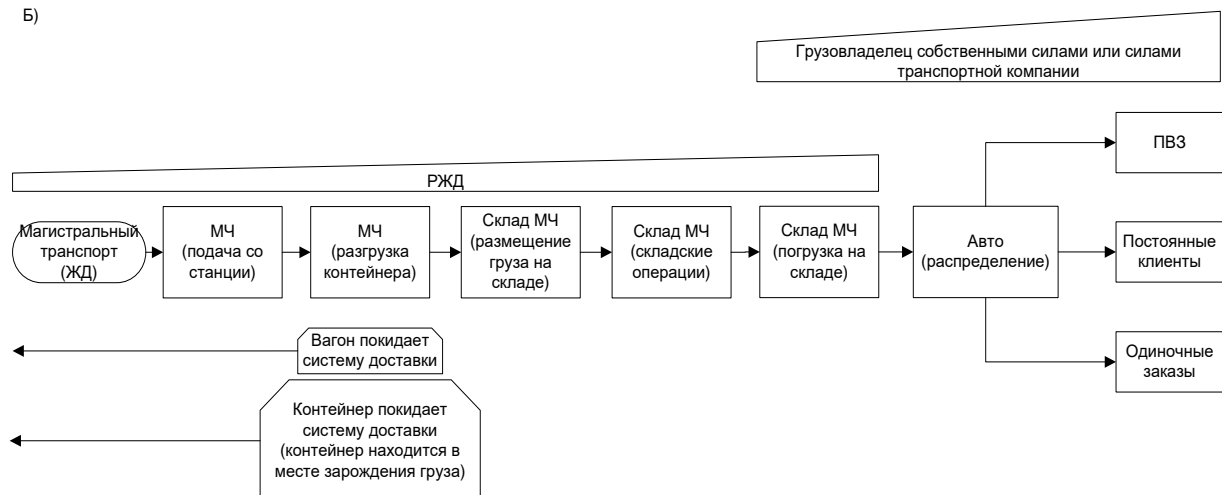 Б)
Грузовладелец собственными силами или силами
транспортной компании
ПВЗ
РЖД
Магистральный
транспорт
(ЖД)
МЧ
(подача со
станции)
МЧ
(разгрузка
контейнера)
Склад МЧ
(размещение
груза на
складе)
Склад МЧ
(складские
операции)
Склад МЧ
(погрузка на
складе)
Авто
(распределение)
Постоянные
клиенты
Вагон покидает
систему доставки
Одиночные
заказы
Контейнер покидает
систему доставки
(контейнер находится в
месте зарождения груза)